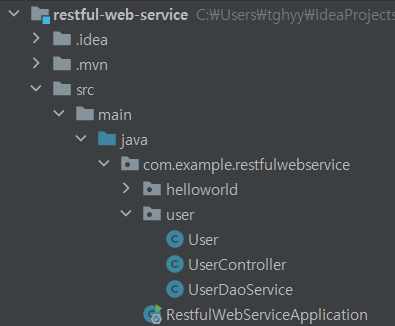 restful-web-service C:₩Users₩tghyy₩IdeaProjects
.idea
.mvn
src
main
java
com.example.restfulwebservice
helloworld
user
C User
C UserController
C UserDaoService
RestfulWebServiceApplication